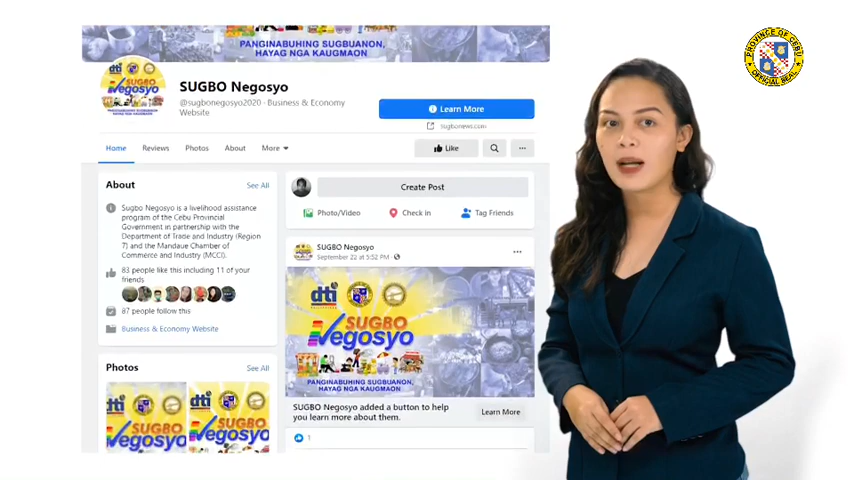 PANGINABUHING SUGBUANON,
HAYAG NGA KAUGMAON
PROVINCE OF CEBU
OFFICIAL SEAL
dti
SUGBO
Negosyo
SUGBO Negosyo
@sugbonegosyo2020 · Business & Economy
Website
Learn More
sugbonews.com
Home
Reviews
Photos
About
More
Like
About
See All
Sugbo Negosyo is a livelihood assistance
program of the Cebu Provincial
Government in partnership with the
Department of Trade and Industry (Region
7) and the Mandaue Chamber of
Commerce and Industry (MCCI).
83 people like this including 11 of your
friends
87 people follow this
Business & Economy Website
Photos
See All
dti
SUGBO
Negosyo
dti
SUGBO
Negosyo
Create Post
Photo/Video
Check in
Tag Friends
SUGBO Negosyo
September 22 at 5:52 PM ·
dti
SUGBO
Negosyo
PANGINABUHING SUGBUANON,
HAYAG NGA KAUGMAON
SUGBO Negosyo added a button to help
you learn more about them.
Learn More
1